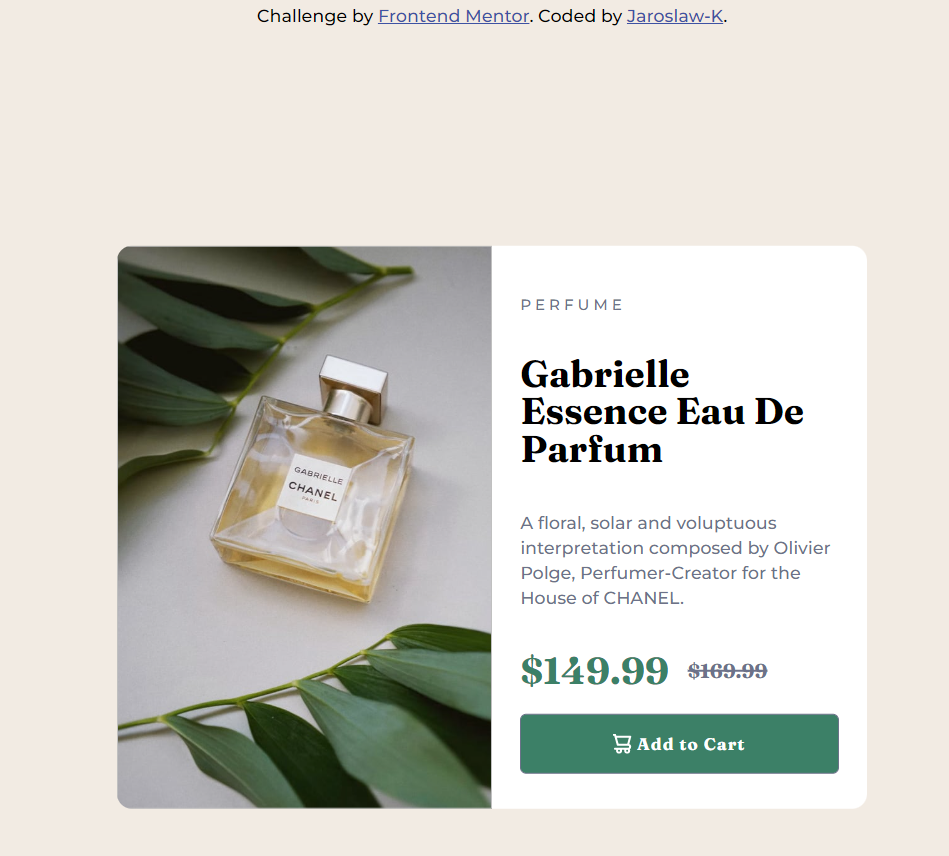 Challenge by Frontend Mentor. Coded by Jaroslaw-K.
GABRIELLE
CHANEL
PARIS
PERFUME
Gabrielle
Essence Eau De
Parfum
A floral, solar and voluptuous
interpretation composed by Olivier
Polge, Perfumer-Creator for the
House of CHANEL.
$149.99 $169.99
Add to Cart